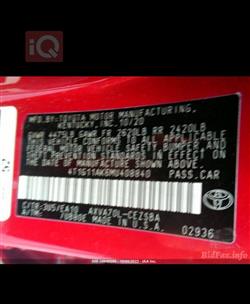 iQ
MFD.BY:TOYOTA MOTOR MANUFACTURING,
KENTUCKY, INC. 10/20
GVWR 4475LB GAWR FR 2620LB RR 2420LB
THIS VEHICLE CONFORMS TO ALL APPLICABLE
FEDERAL MOTOR VEHICLE SAFETY, BUMPER, AND
THEFT PREVENTION STANDARDS IN EFFECT ON
THE DATE OF MANUFACTURE SHOWN ABOVE.
PASS.CAR
C/TR:3U5/EA10 AXVA70L-CEZSBA
A/TM:
MADE IN U.S.A.
02936
BidFax.info